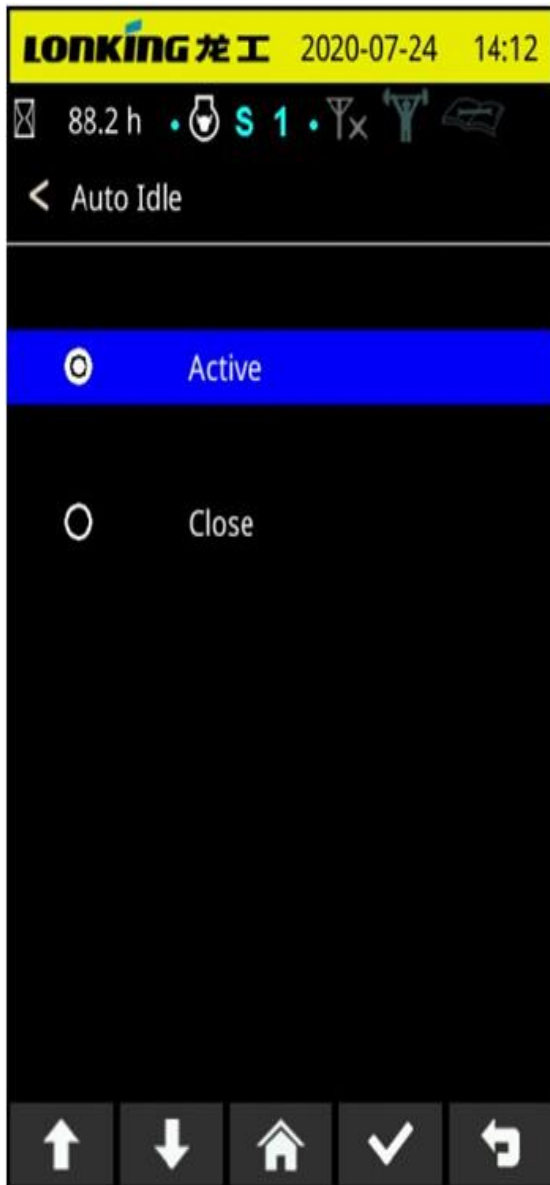 LONKING龙工 2020-07-24 14:12
88.2 h S 1
< Auto Idle
Active
Close